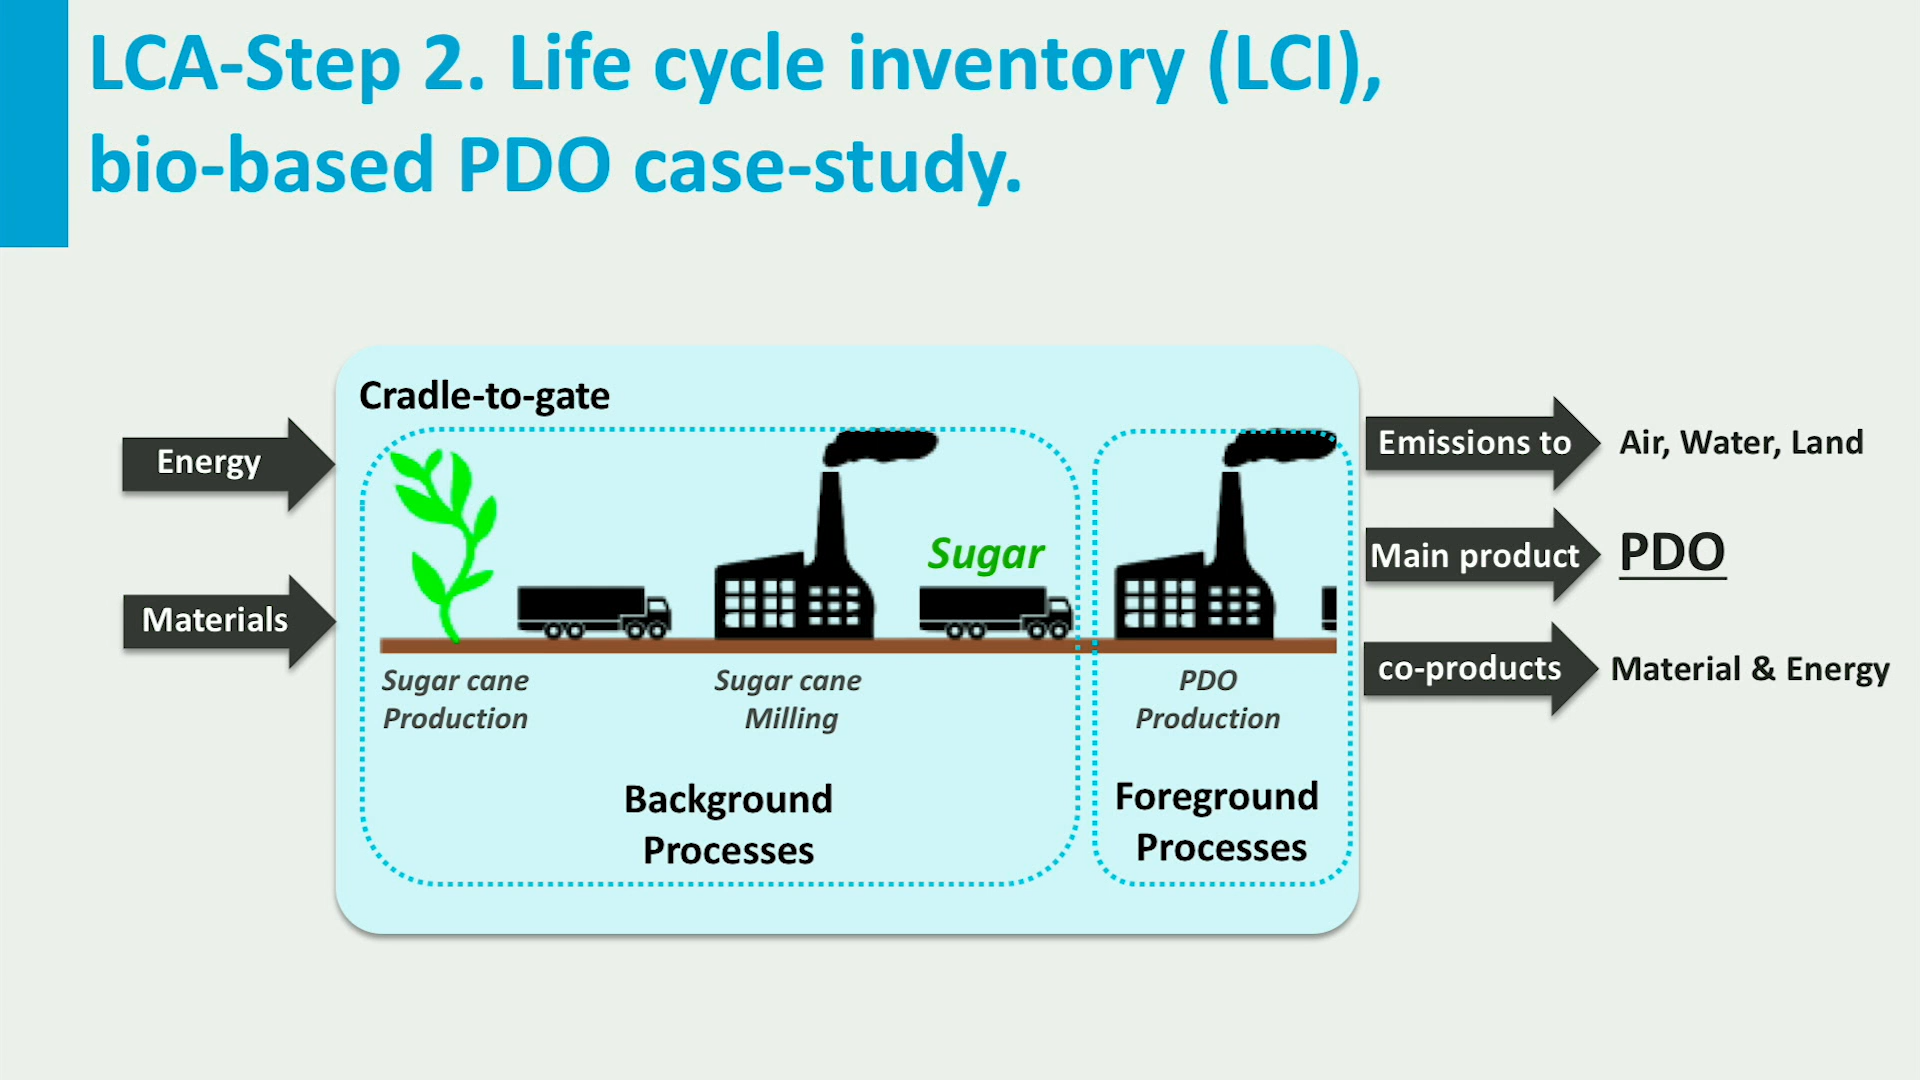 LCA-Step 2. Life cycle inventory (LCI),
bio-based PDO case-study.
Cradle-to-gate
Energy
Materials
Sugar
Sugar cane
Production
Sugar cane
Milling
PDO
Production
Background
Processes
Foreground
Processes
Emissions to
Air, Water, Land
Main product
PDO
co-products
Material & Energy